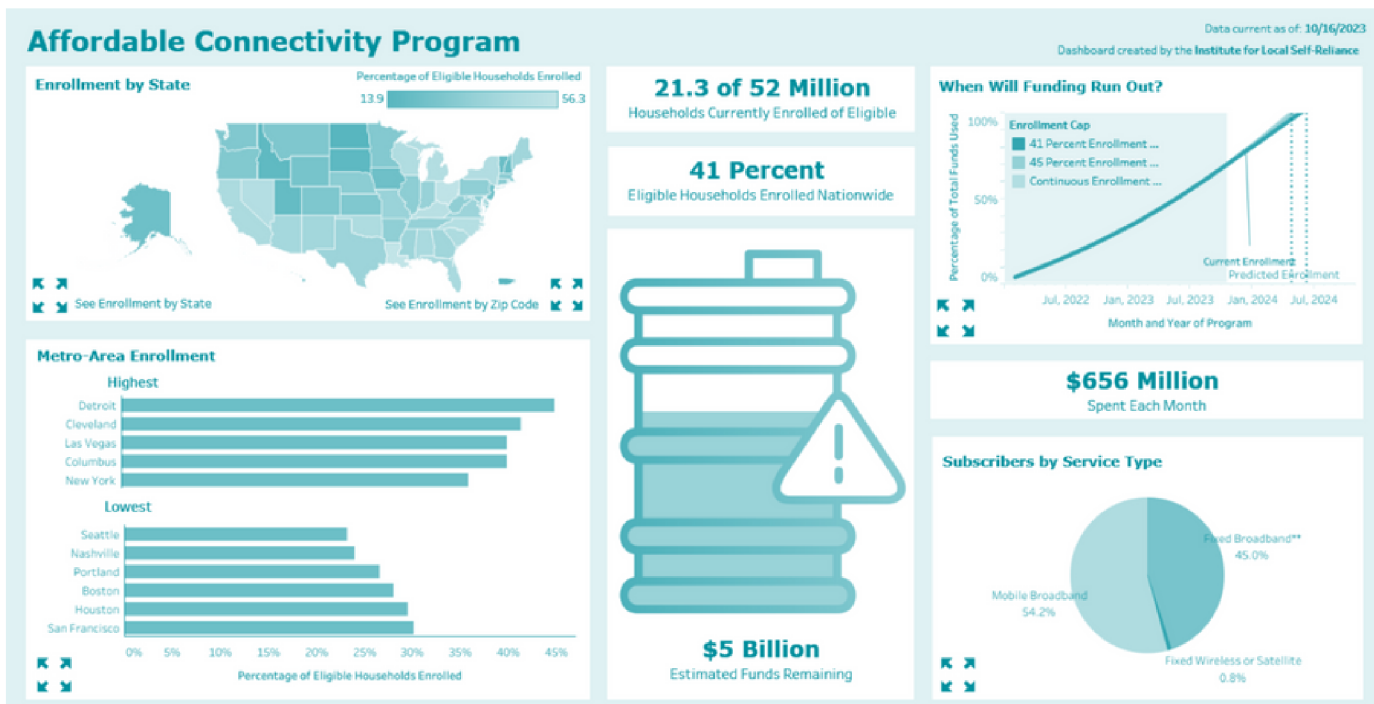 Affordable Connectivity Program
Data current as of: 10/16/2023
Dashboard created by the Institute for Local Self-Reliance
Enrollment by State
Percentage of Eligible Households Enrolled
13.9
56.3
See Enrollment by State
See Enrollment by Zip Code
Metro-Area Enrollment
Highest
Detroit
Cleveland
Las Vegas
Columbus
New York
Lowest
Seattle
Nashville
Portland
Boston
Houston
San Francisco
0% 5% 10% 15% 20% 25% 30% 35% 40% 45%
Percentage of Eligible Households Enrolled
21.3 of 52 Million
Households Currently Enrolled of Eligible
41 Percent
Eligible Households Enrolled Nationwide
$5 Billion
Estimated Funds Remaining
When Will Funding Run Out?
Percentage of Total Funds Used
100%
50%
0%
Enrollment Cap
41 Percent Enrollment ...
45 Percent Enrollment ...
Continuous Enrollment ...
Current Enrollment
Predicted Enrollment
Jul, 2022 Jan, 2023 Jul, 2023 Jan, 2024 Jul, 2024
Month and Year of Program
$656 Million
Spent Each Month
Subscribers by Service Type
Fixed Broadband**
45.0%
Mobile Broadband
54.2%
Fixed Wireless or Satellite
0.8%